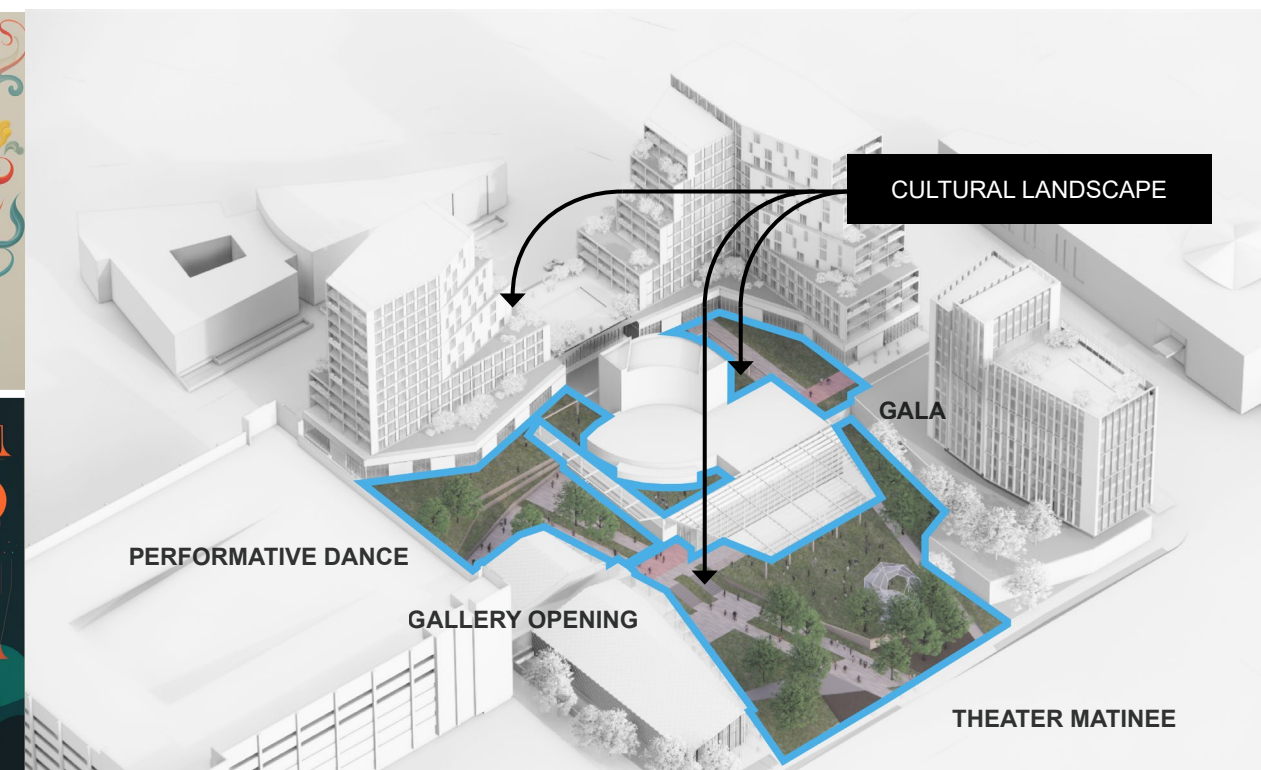 CULTURAL LANDSCAPE
GALA
PERFORMATIVE DANCE
GALLERY OPENING
THEATER MATINEE